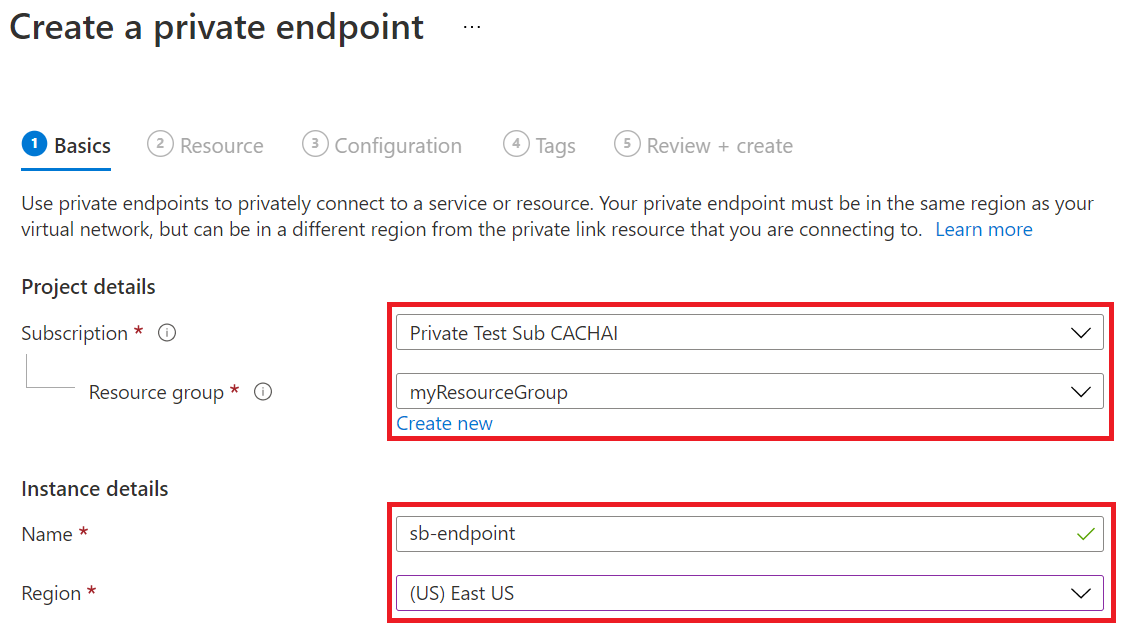 Create a private endpoint ...
1 Basics 2 Resource 3 Configuration 4 Tags 5 Review + create
Use private endpoints to privately connect to a service or resource. Your private endpoint must be in the same region as your
virtual network, but can be in a different region from the private link resource that you are connecting to. Learn more
Project details
Subscription * Private Test Sub CACHAI
Resource group * myResourceGroup
Create new
Instance details
Name * sb-endpoint
Region * (US) East US